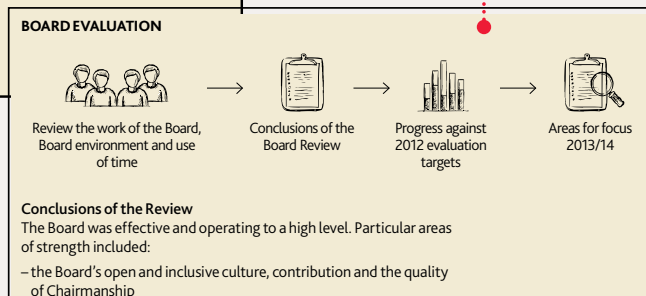 BOARD EVALUATION
Review the work of the Board,
Board environment and use
of time
Conclusions of the
Board Review
Progress against
2012 evaluation
targets
Areas for focus
2013/14
Conclusions of the Review
The Board was effective and operating to a high level. Particular areas
of strength included:
– the Board’s open and inclusive culture, contribution and the quality
of Chairmanship